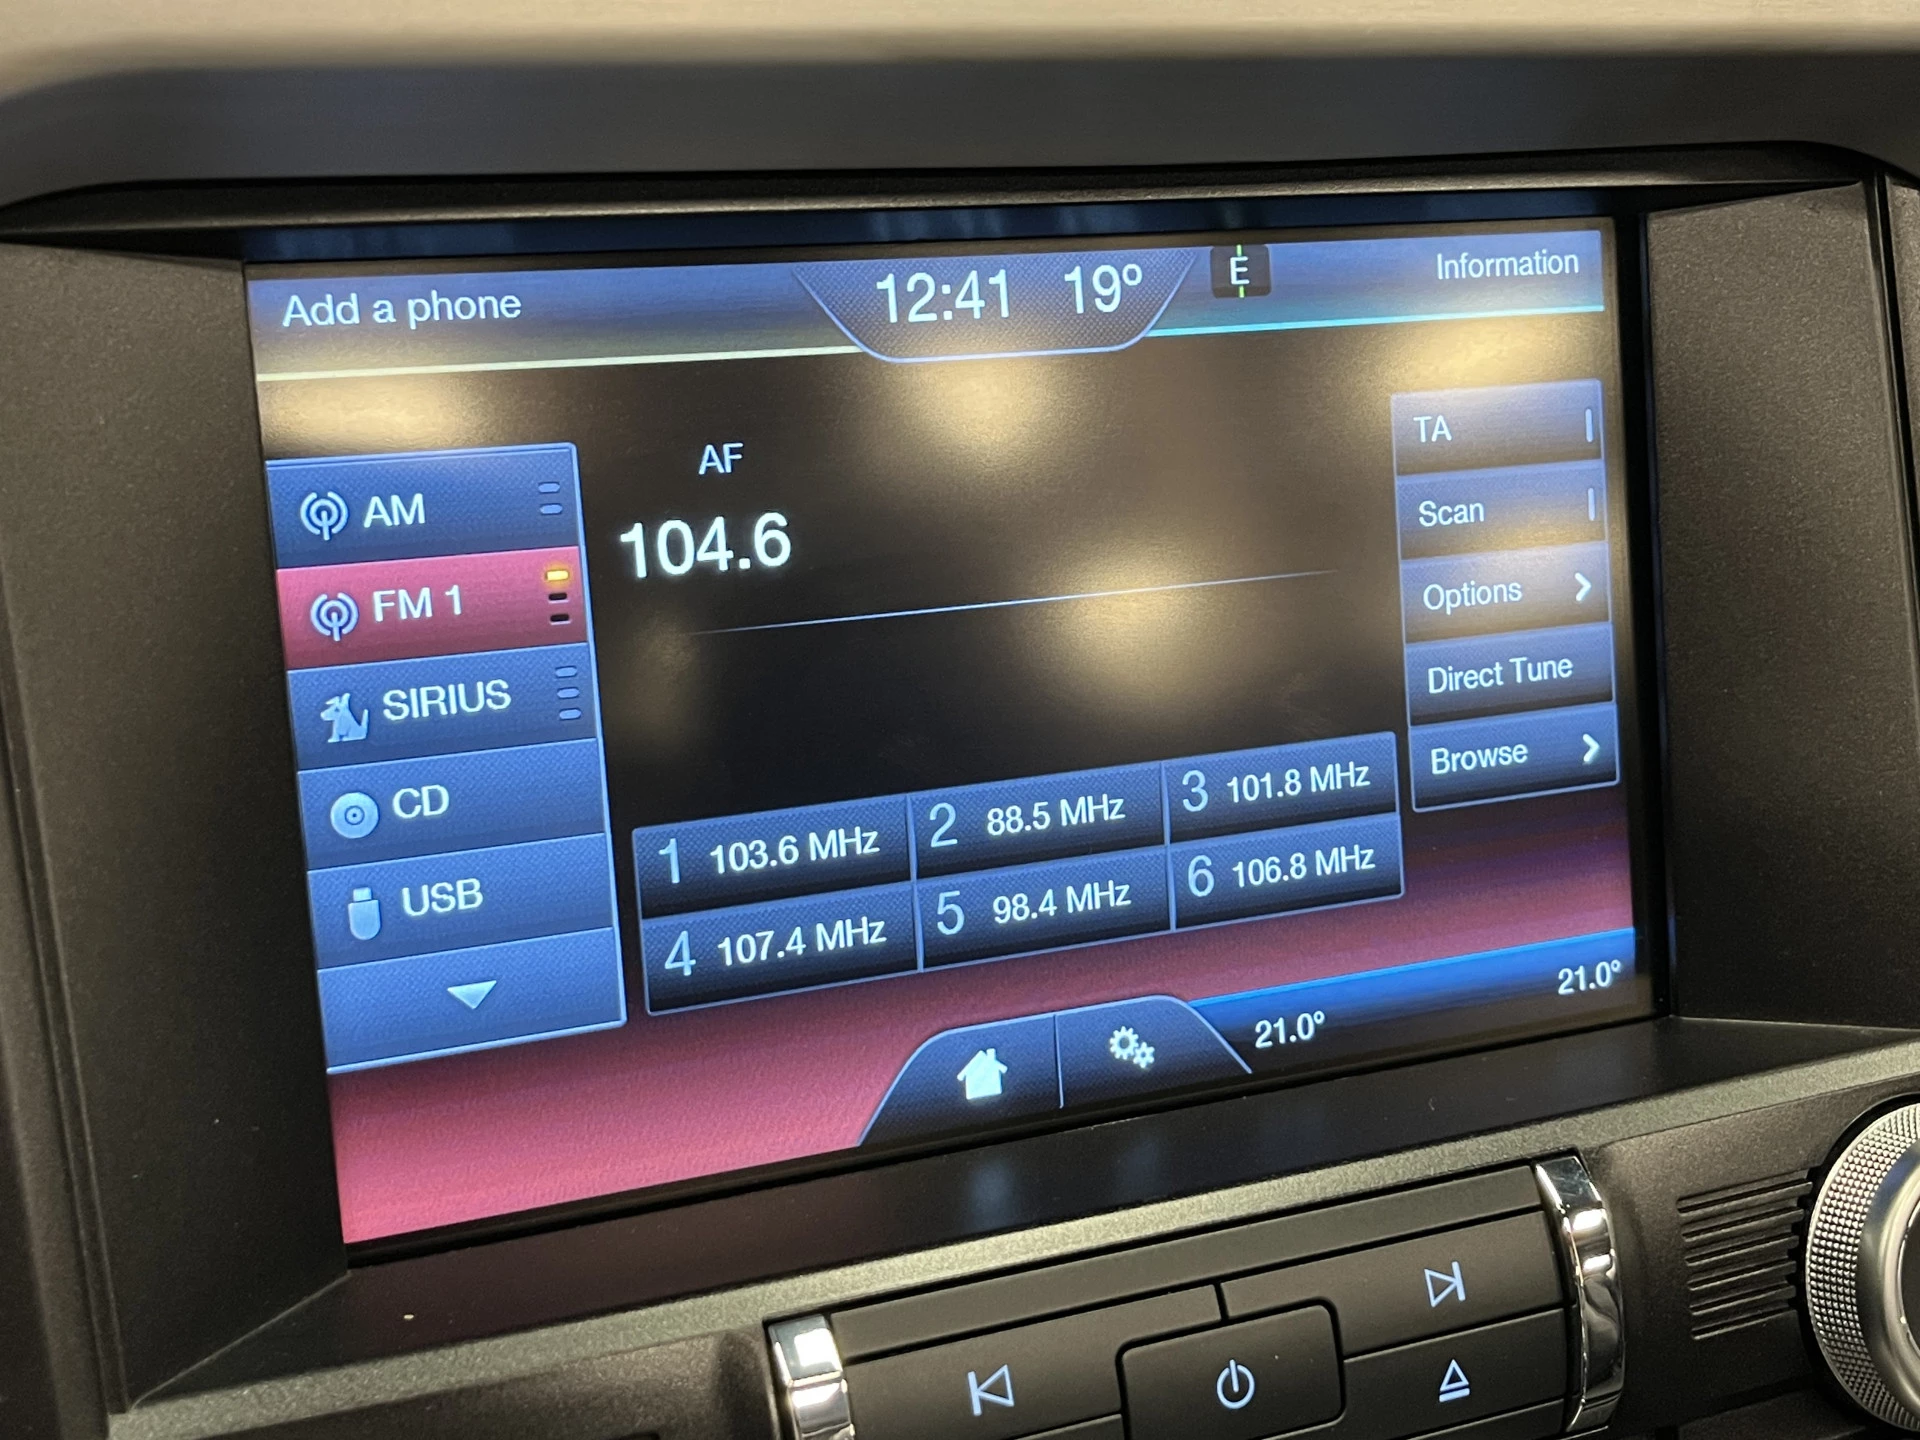 Add a phone
12:41 19°
E
Information
AM
FM 1
SIRIUS
CD
USB
AF
104.6
TA
Scan
Options
Direct Tune
Browse
1 103.6 MHz
2 88.5 MHz
3 101.8 MHz
4 107.4 MHz
5 98.4 MHz
6 106.8 MHz
21.0°
21.0°